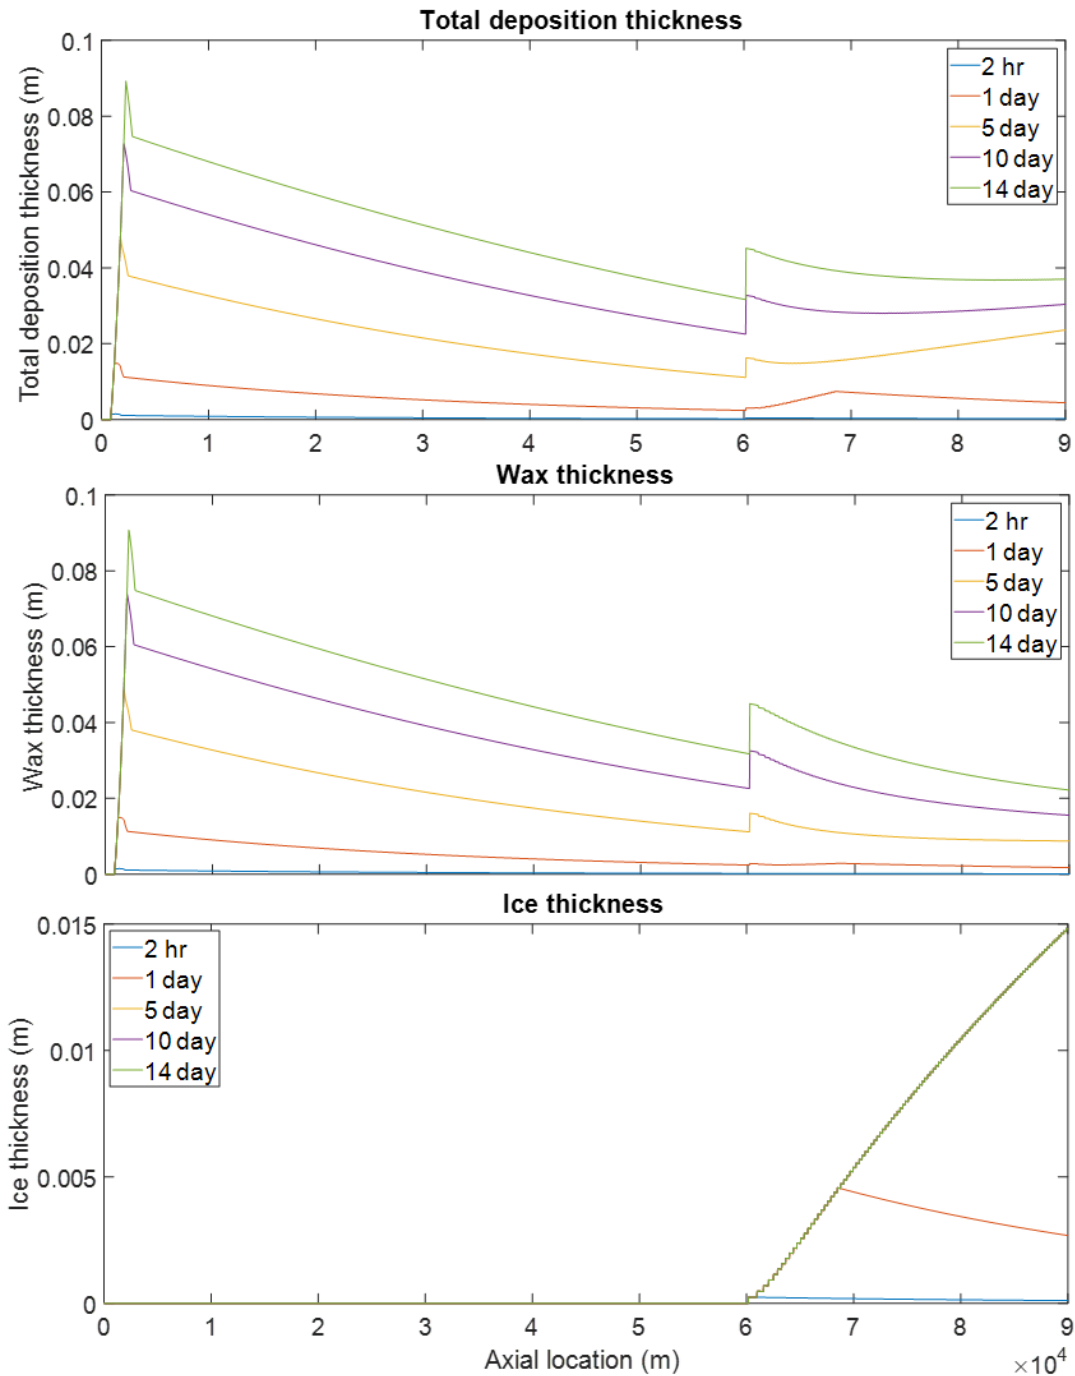 Total deposition thickness
Total deposition thickness (m)
0.1
0.08
0.06
0.04
0.02
0
2 hr
1 day
5 day
10 day
14 day
0 1 2 3 4 5 6 7 8 9
Wax thickness
Wax thickness (m)
0.1
0.08
0.06
0.04
0.02
0
2 hr
1 day
5 day
10 day
14 day
Ice thickness
Ice thickness (m)
0.015
0.01
0.005
0
2 hr
1 day
5 day
10 day
14 day
0 1 2 3 4 5 6 7 8 9
Axial location (m)
×10⁴